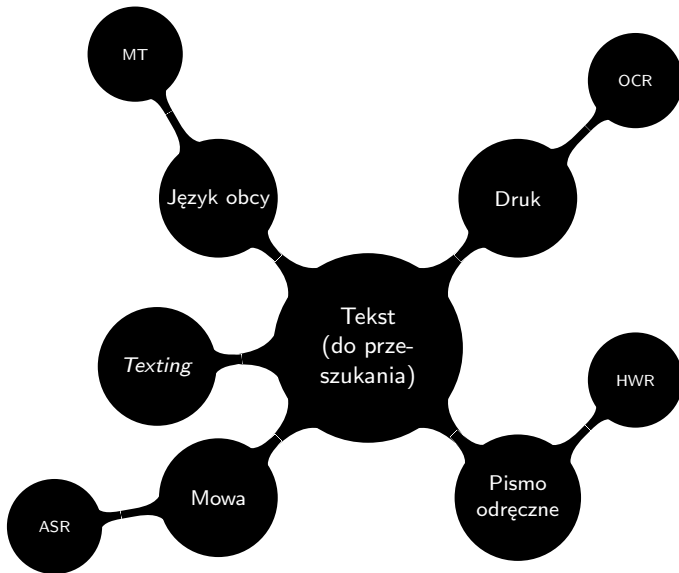 MT
OCR
Język obcy
Druk
Tekst
(do prze-
szukania)
Texting
HWR
Mowa
Pismo
odręczne
ASR